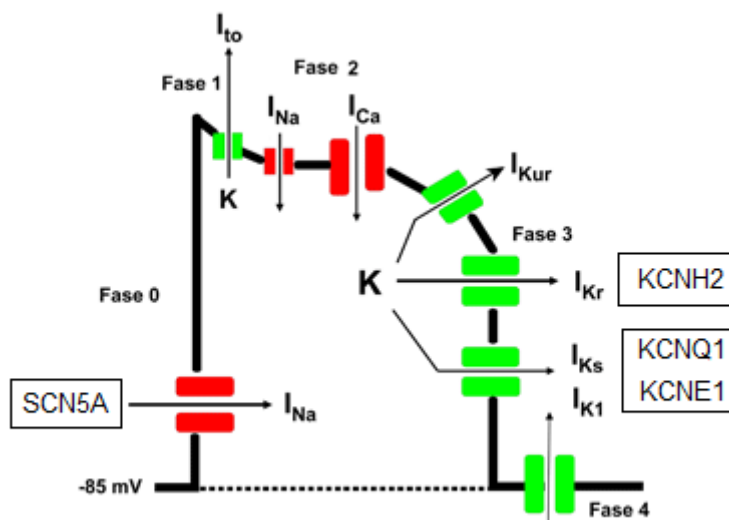 Ito
Fase 1
Fase 2
INa
ICa
K
IKur
Fase 3
K
IKr
KCNH2
Fase 0
IKs
KCNQ1
KCNE1
SCN5A
INa
IK1
-85 mV
Fase 4